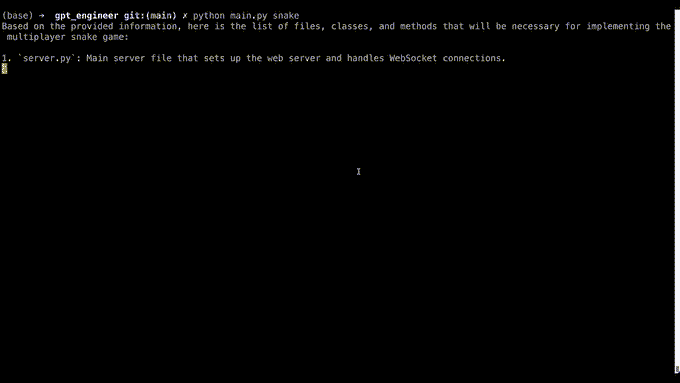 (base) → gpt_engineer git:(main) ✗ python main.py snake
Based on the provided information, here is the list of files, classes, and methods that will be necessary for implementing the
multiplayer snake game:
1. `server.py`: Main server file that sets up the web server and handles WebSocket connections.